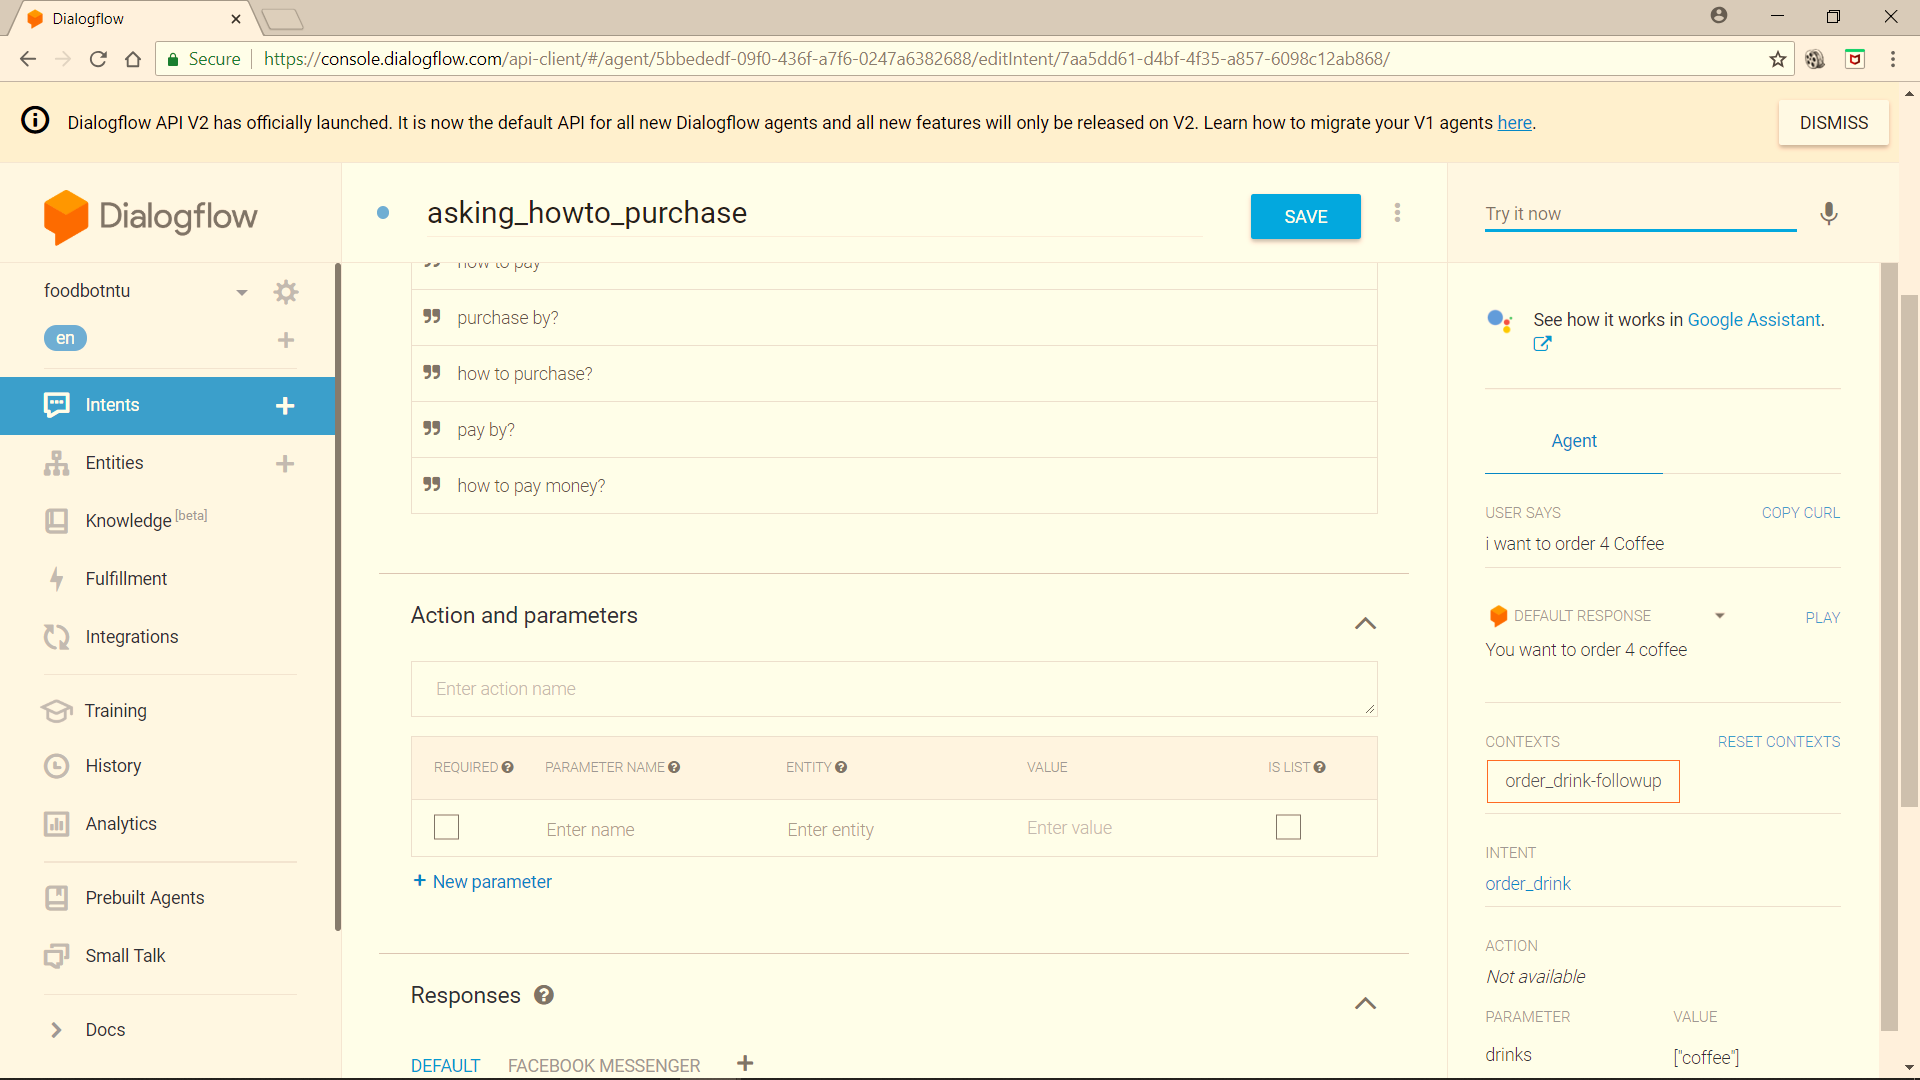 Dialogflow
Secure
https://console.dialogflow.com/api-client/#/agent/5bbededf-09f0-436f-a7f6-0247a6382688/editIntent/7aa5dd61-d4bf-4f35-a857-6098c12ab868/
Dialogflow API V2 has officially launched. It is now the default API for all new Dialogflow agents and all new features will only be released on V2. Learn how to migrate your V1 agents here.
DISMISS
Dialogflow
asking_howto_purchase
SAVE
Try it now
foodbotntu
en
Intents
Entities
Knowledge [beta]
Fulfillment
Integrations
Training
History
Analytics
Prebuilt Agents
Small Talk
Docs
how to pay
purchase by?
how to purchase?
pay by?
how to pay money?
Action and parameters
Enter action name
REQUIRED PARAMETER NAME ENTITY VALUE IS LIST
Enter name Enter entity Enter value
+ New parameter
Responses
DEFAULT FACEBOOK MESSENGER +
See how it works in Google Assistant.
Agent
USER SAYS COPY CURL
i want to order 4 Coffee
DEFAULT RESPONSE PLAY
You want to order 4 coffee
CONTEXTS RESET CONTEXTS
order_drink-followup
INTENT
order_drink
ACTION
Not available
PARAMETER VALUE
drinks ["coffee"]